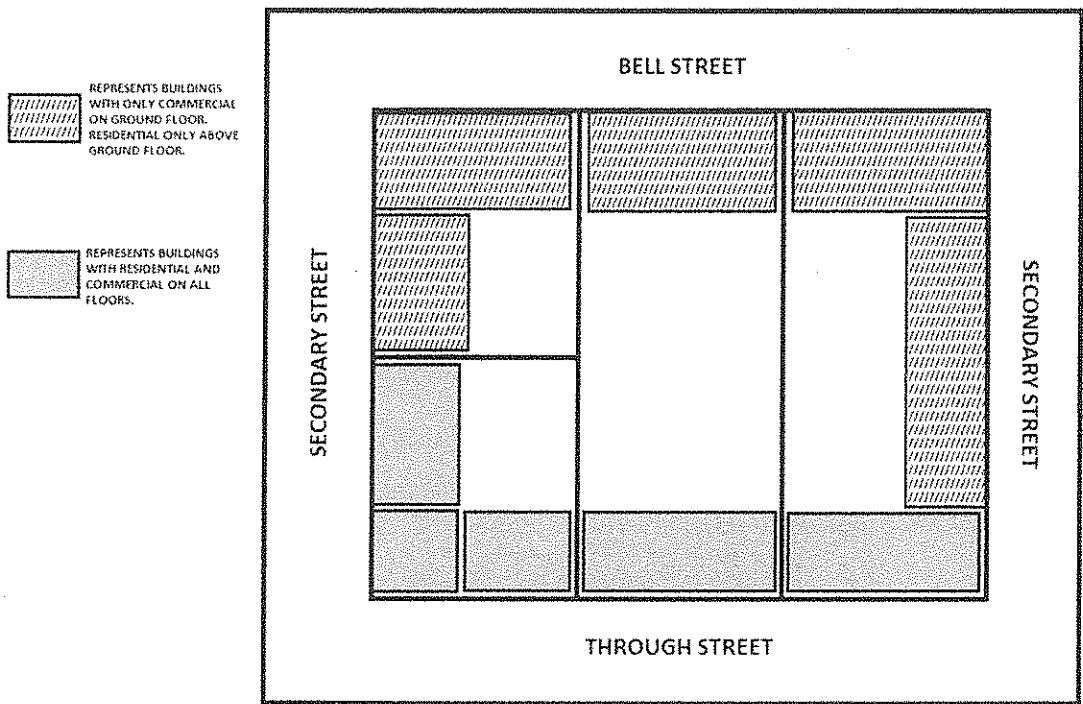 BELL STREET
REPRESENTS BUILDINGS
WITH ONLY COMMERCIAL
ON GROUND FLOOR.
RESIDENTIAL ONLY ABOVE
GROUND FLOOR.
REPRESENTS BUILDINGS
WITH RESIDENTIAL AND
COMMERCIAL ON ALL
FLOORS.
SECONDARY STREET
SECONDARY STREET
THROUGH STREET